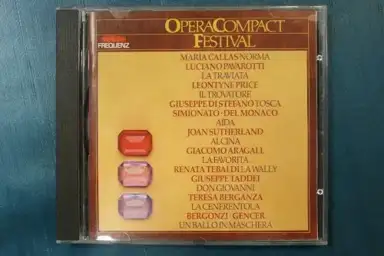 FREQUENZ
OPERACOMPACT
FESTIVAL
MARIA CALLAS·NORMA
LUCIANO PAVAROTTI
LA TRAVIATA
LEONTYNE PRICE
IL TROVATORE
GIUSEPPE DI STEFANO TOSCA
SIMIONATO·DEL MONACO
AIDA
JOAN SUTHERLAND
ALCINA
GIACOMO ARAGALL
LA FAVORITA
RENATA TEBALDI LA WALLY
GIUSEPPE TADDEI
DON GIOVANNI
TERESA BERGANZA
LA CENERENTOLA
BERGONZI·GENCER
UN BALLO IN MASCHERA